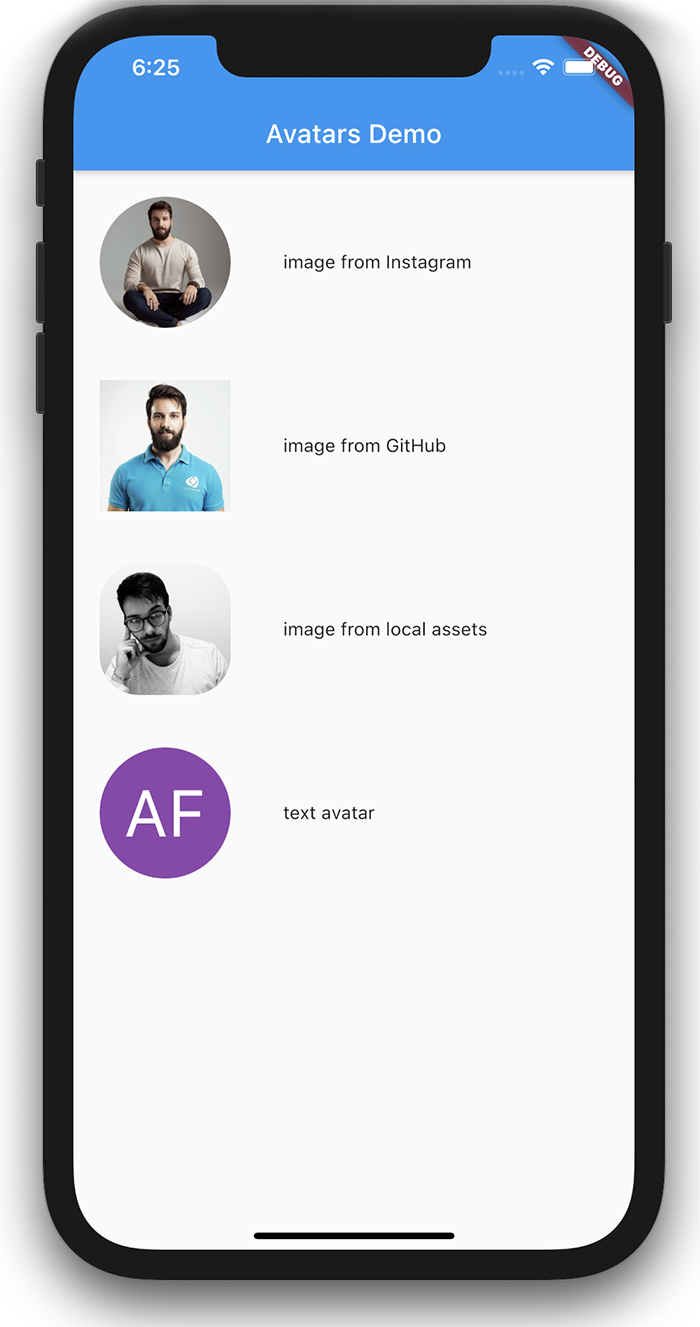 6:25
DEBUG
Avatars Demo
image from Instagram
image from GitHub
image from local assets
AF
text avatar